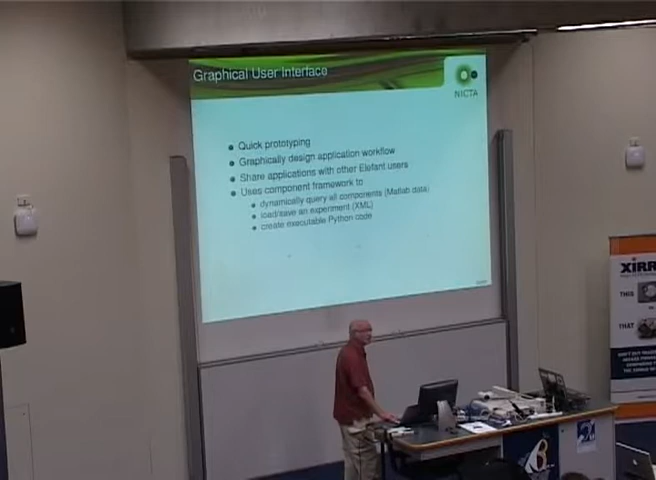 Graphical User Interface
NICTA
Quick prototyping
Graphically design application workflow
Share applications with other Elefant users
Uses component framework to
dynamically query all components (Matlab data)
load/save an experiment (XML)
create executable Python code
XIRR
THIS
THAT